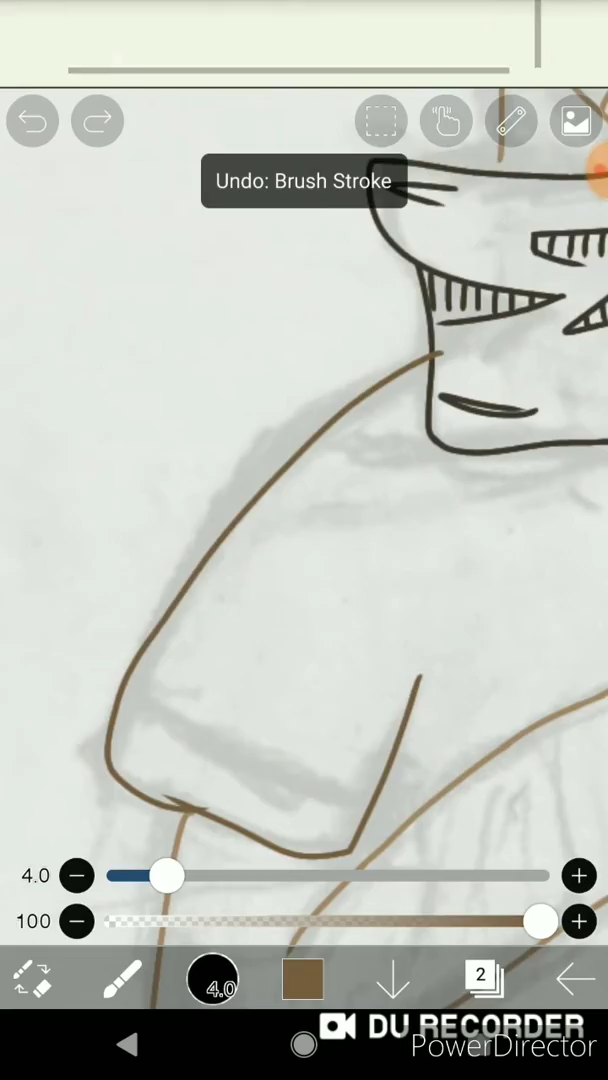 Undo: Brush Stroke
4.0
100
4.0
2
DU RECORDER
PowerDirector